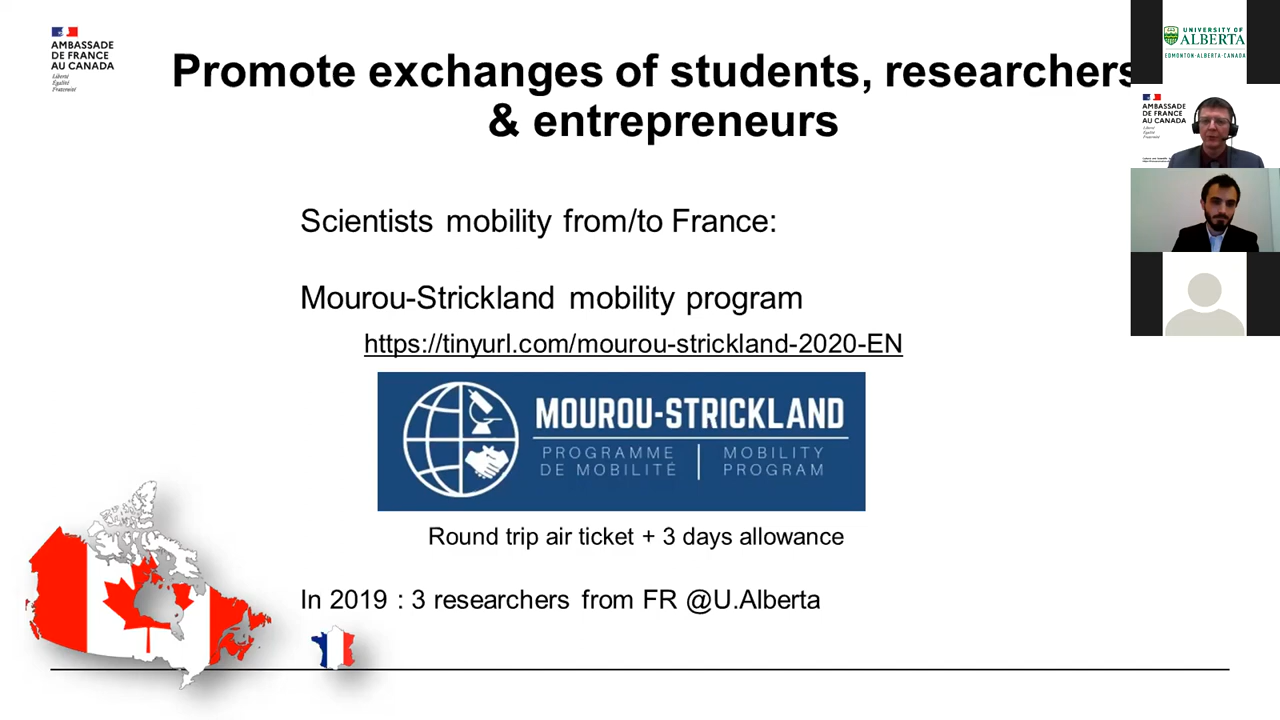 AMBASSADE
DE FRANCE
AU CANADA
Liberté
Égalité
Fraternité
Promote exchanges of students, researchers
& entrepreneurs
Scientists mobility from/to France:
Mourou-Strickland mobility program
https://tinyurl.com/mourou-strickland-2020-EN
MOUROU-STRICKLAND
PROGRAMME
DE MOBILITÉ
MOBILITY
PROGRAM
Round trip air ticket + 3 days allowance
In 2019 : 3 researchers from FR @U.Alberta
UNIVERSITY OF
ALBERTA
EDMONTON·ALBERTA·CANADA
AMBASSADE
DE FRANCE
AU CANADA
Liberté
Égalité
Fraternité